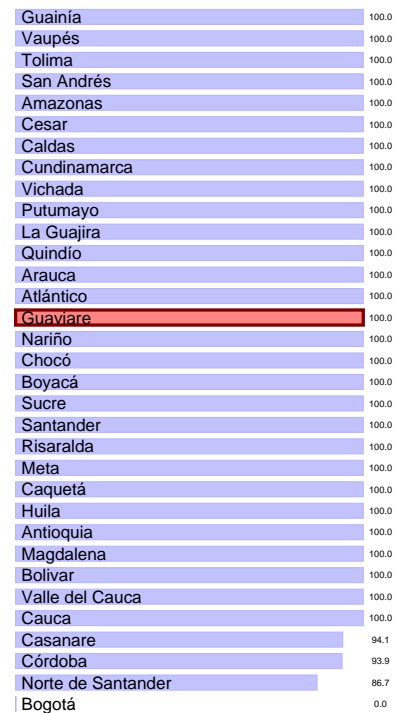 Guainía 100.0
Vaupés 100.0
Tolima 100.0
San Andrés 100.0
Amazonas 100.0
Cesar 100.0
Caldas 100.0
Cundinamarca 100.0
Vichada 100.0
Putumayo 100.0
La Guajira 100.0
Quindío 100.0
Arauca 100.0
Atlántico 100.0
Guaviare 100.0
Nariño 100.0
Chocó 100.0
Boyacá 100.0
Sucre 100.0
Santander 100.0
Risaralda 100.0
Meta 100.0
Caquetá 100.0
Huila 100.0
Antioquia 100.0
Magdalena 100.0
Bolivar 100.0
Valle del Cauca 100.0
Cauca 100.0
Casanare 94.1
Córdoba 93.9
Norte de Santander 86.7
Bogotá 0.0